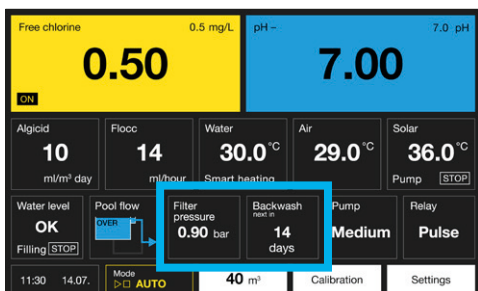 Free chlorine 0.5 mg/L
0.50
ON
pH – 7.0 pH
7.00
Algicid
10
ml/m³ day
Flocc
14
ml/hour
Water
30.0°C
Smart heating
Air
29.0°C
Solar
36.0°C
Pump STOP
Water level
OK
Filling STOP
Pool flow
OVER
Filter
pressure
0.90 bar
Backwash
next in
14
days
Pump
Medium
Relay
Pulse
11:30 14.07.
Mode
AUTO
40 m³
Calibration
Settings